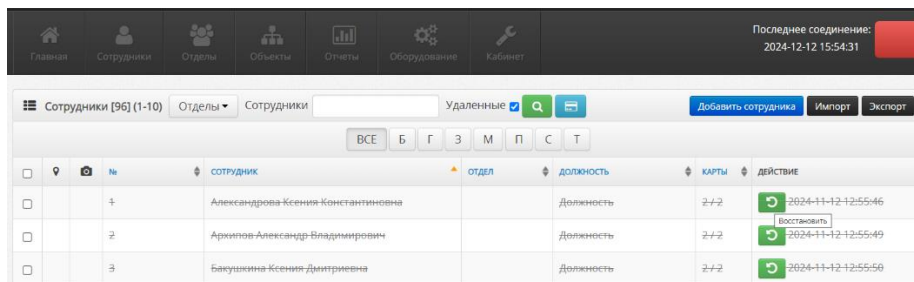 Последнее соединение:
2024-12-12 15:54:31
Главная Сотрудники Отделы Объекты Отчеты Оборудование Кабинет
Сотрудники [96] (1-10) Отделы Сотрудники Удаленные Добавить сотрудника Импорт Экспорт
ВСЕ Б Г З М П С Т
№ СОТРУДНИК ОТДЕЛ ДОЛЖНОСТЬ КАРТЫ ДЕЙСТВИЕ
1 Александрова Ксения Константиновна Должность 2 / 2 2024-11-12 12:55:46
Восстановить
2 Архипов Александр Владимирович Должность 2 / 2 2024-11-12 12:55:49
3 Бакушкина Ксения Дмитриевна Должность 2 / 2 2024-11-12 12:55:50